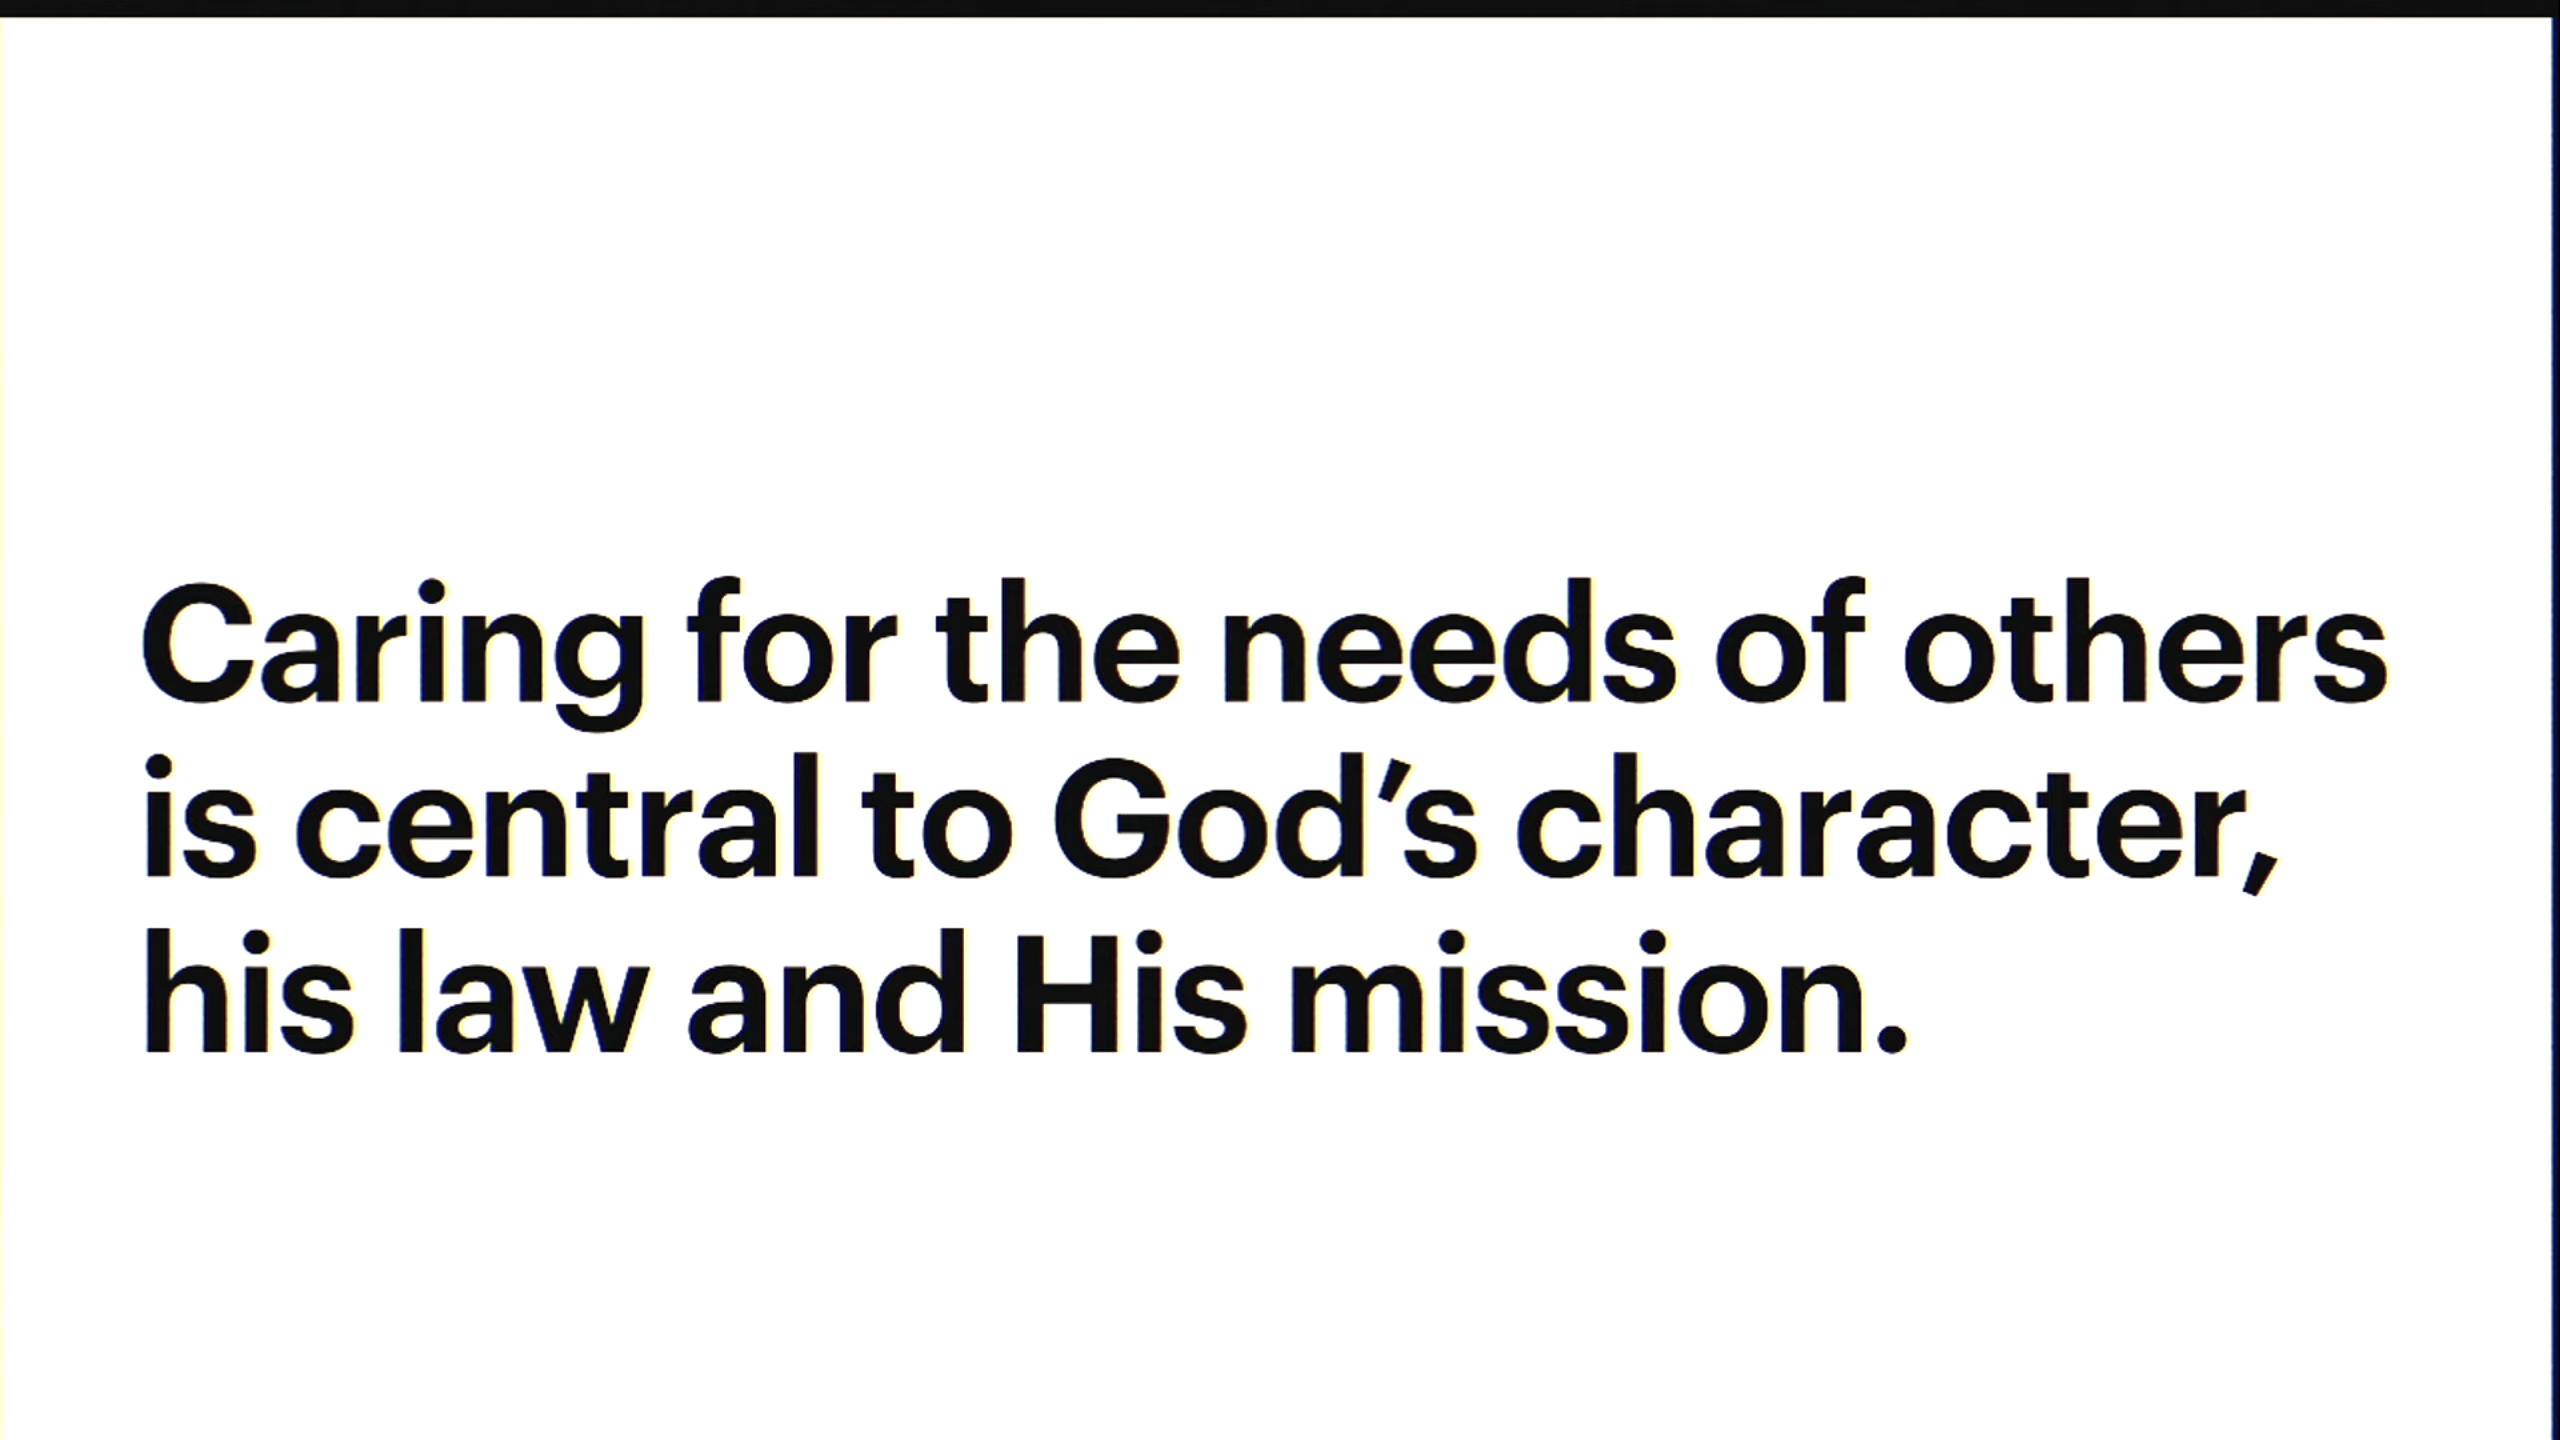 Caring for the needs of others
is central to God’s character,
his law and His mission.